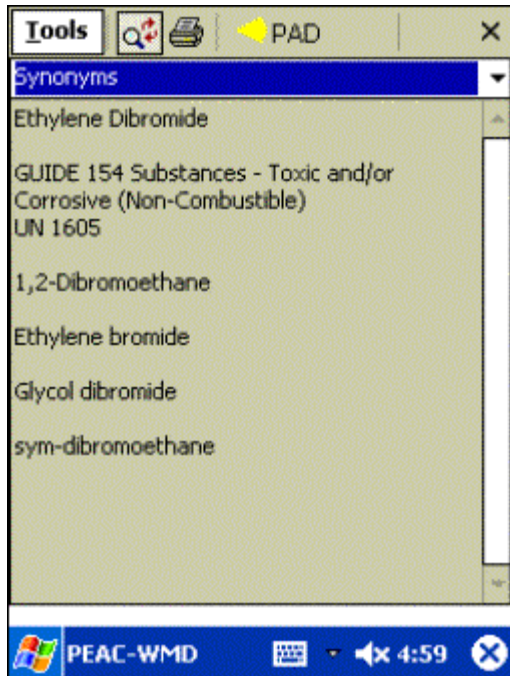 Tools PAD
Synonyms
Ethylene Dibromide
GUIDE 154 Substances - Toxic and/or
Corrosive (Non-Combustible)
UN 1605
1,2-Dibromoethane
Ethylene bromide
Glycol dibromide
sym-dibromoethane
PEAC-WMD 4:59